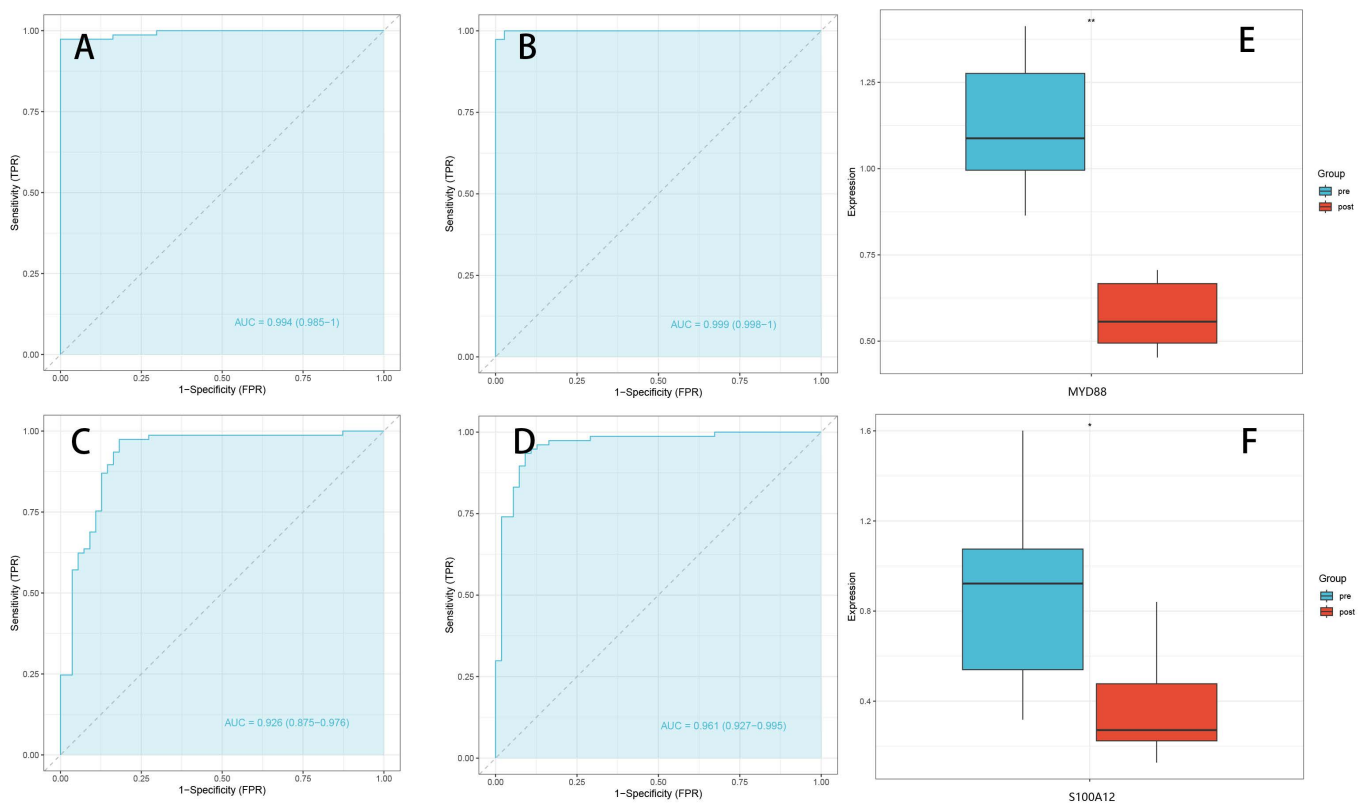 A
1.00
0.75
0.50
0.25
0.00
Sensitivity (TPR)
AUC = 0.994 (0.985−1)
0.00 0.25 0.50 0.75 1.00
1−Specificity (FPR)
B
1.00
0.75
0.50
0.25
0.00
Sensitivity (TPR)
AUC = 0.999 (0.998−1)
0.00 0.25 0.50 0.75 1.00
1−Specificity (FPR)
**
E
1.25
1.00
0.75
0.50
Expression
MYD88
Group
pre
post
C
1.00
0.75
0.50
0.25
0.00
Sensitivity (TPR)
AUC = 0.926 (0.875−0.976)
0.00 0.25 0.50 0.75 1.00
1−Specificity (FPR)
D
1.00
0.75
0.50
0.25
0.00
Sensitivity (TPR)
AUC = 0.961 (0.927−0.995)
0.00 0.25 0.50 0.75 1.00
1−Specificity (FPR)
*
F
1.6
1.2
0.8
0.4
Expression
S100A12
Group
pre
post